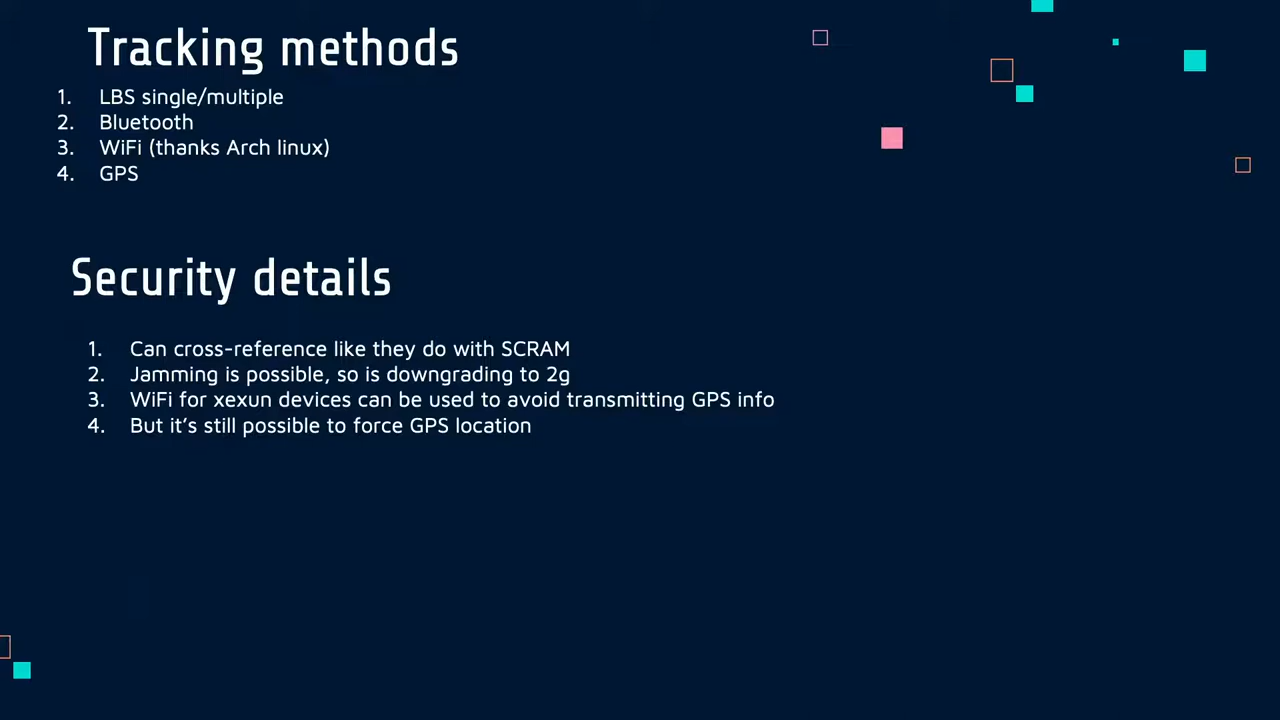 Tracking methods
1. LBS single/multiple
2. Bluetooth
3. WiFi (thanks Arch linux)
4. GPS
Security details
1. Can cross-reference like they do with SCRAM
2. Jamming is possible, so is downgrading to 2g
3. WiFi for xexun devices can be used to avoid transmitting GPS info
4. But it’s still possible to force GPS location